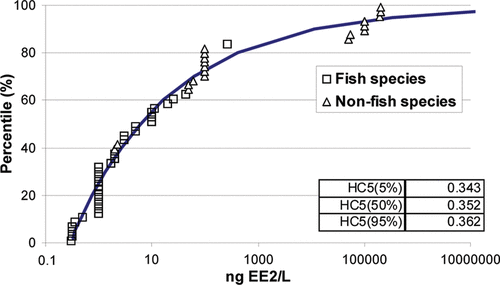 100
80
60
40
20
0
Percentile (%)
Fish species
Non-fish species
HC5(5%) 0.343
HC5(50%) 0.352
HC5(95%) 0.362
0.1 10 1000 100000 10000000
ng EE2/L